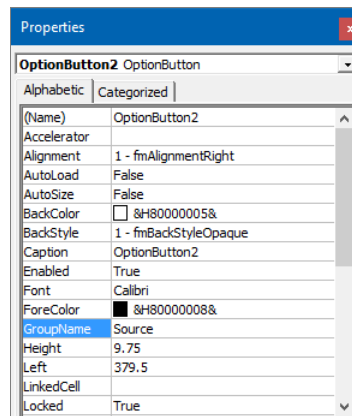 Properties
x
OptionButton2 OptionButton
Alphabetic Categorized
(Name) OptionButton2
Accelerator
Alignment 1 - fmAlignmentRight
AutoLoad False
AutoSize False
BackColor &H80000005&
BackStyle 1 - fmBackStyleOpaque
Caption OptionButton2
Enabled True
Font Calibri
ForeColor &H80000008&
GroupName Source
Height 9.75
Left 379.5
LinkedCell
Locked True